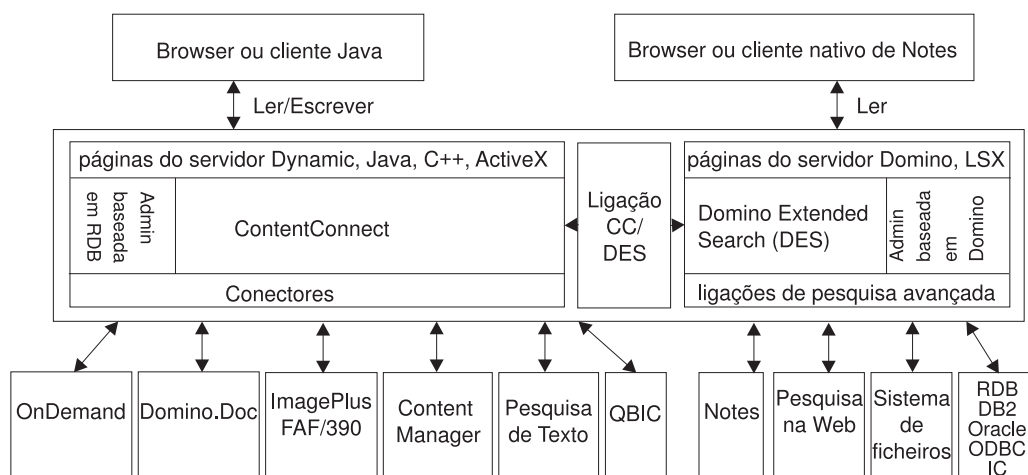 Browser ou cliente Java
Browser ou cliente nativo de Notes
Ler/Escrever
Ler
páginas do servidor Dynamic, Java, C++, ActiveX
Admin
baseada
em RDB
ContentConnect
Conectores
Ligação
CC/
DES
páginas do servidor Domino, LSX
Domino Extended
Search (DES)
Admin
baseada
em
Domino
ligações de pesquisa avançada
OnDemand
Domino.Doc
ImagePlus
FAF/390
Content
Manager
Pesquisa
de Texto
QBIC
Notes
Pesquisa
na Web
Sistema
de
ficheiros
RDB
DB2
Oracle
ODBC
IC